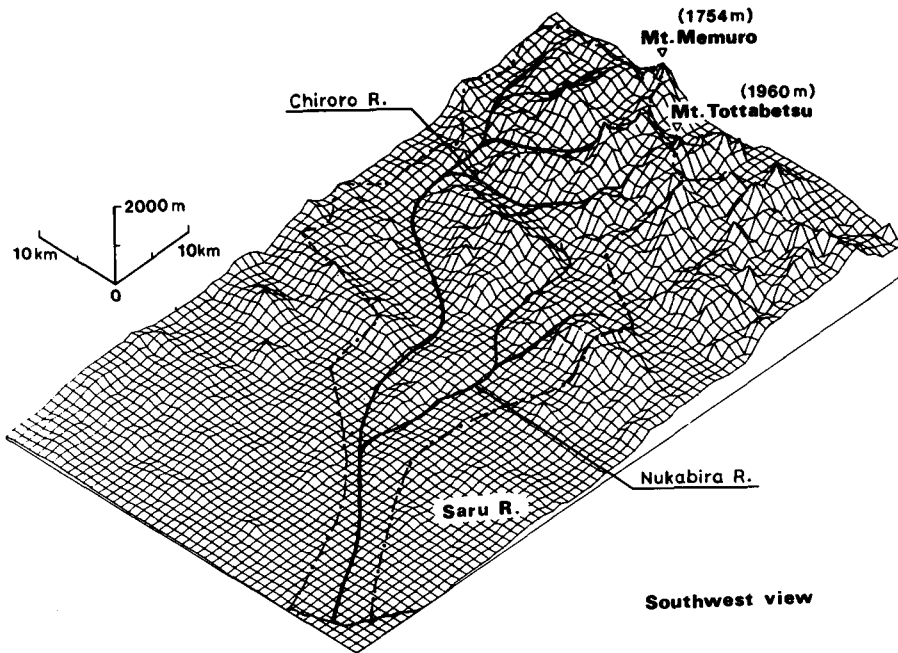 (1754m)
Mt. Memuro
(1960m)
Mt. Tottabetsu
Chiroro R.
2000m
10km
10km
0
Nukabira R.
Saru R.
Southwest view